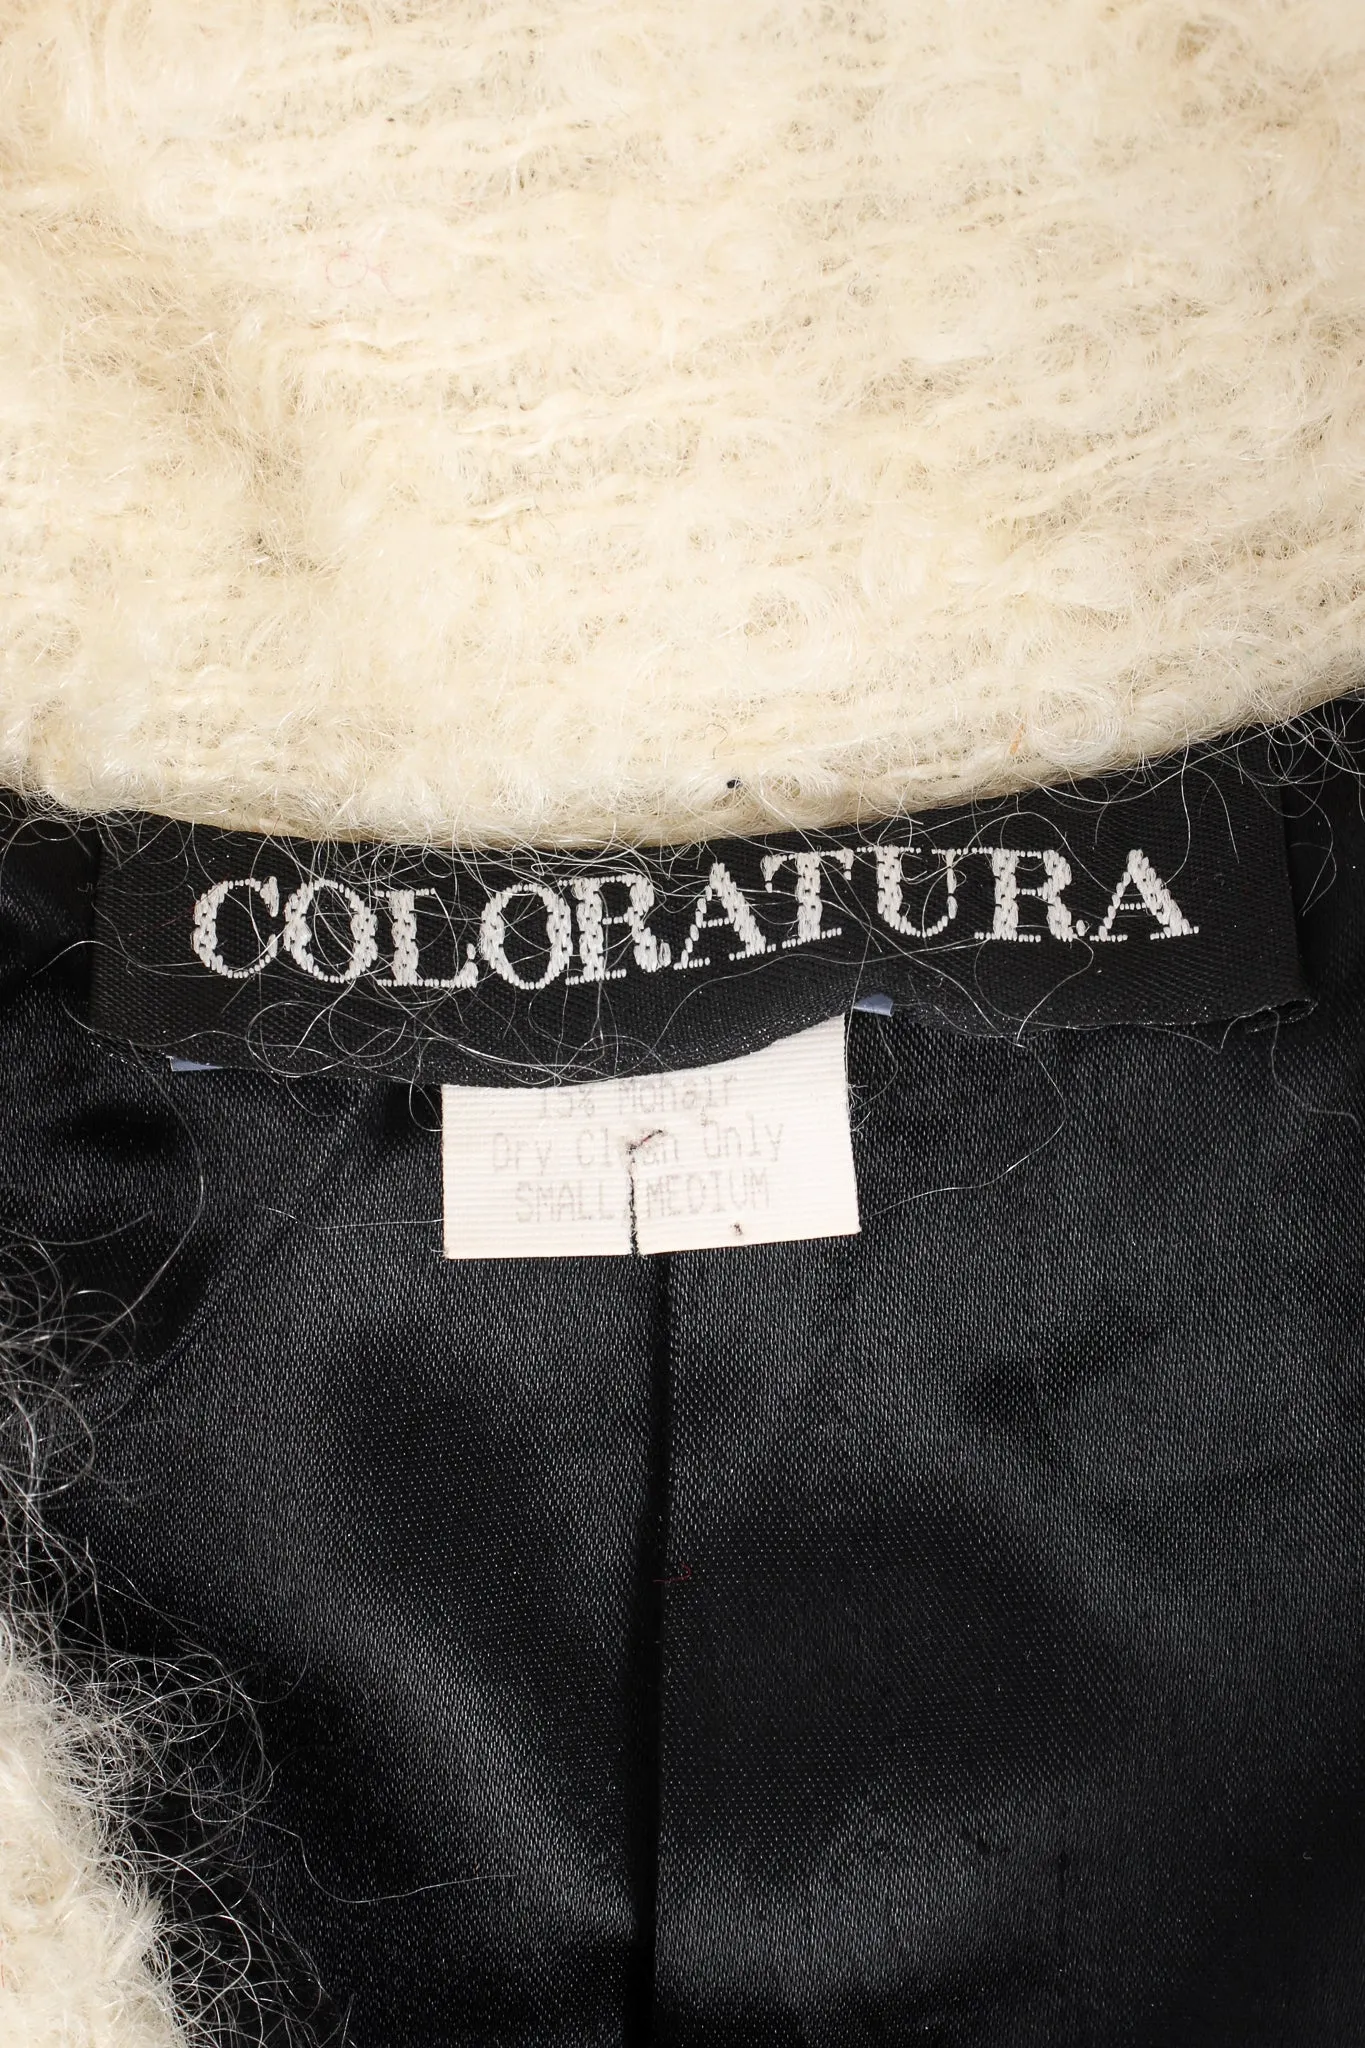 COLORATURA
15% Mohair
Dry Clean Only
SMALL/MEDIUM